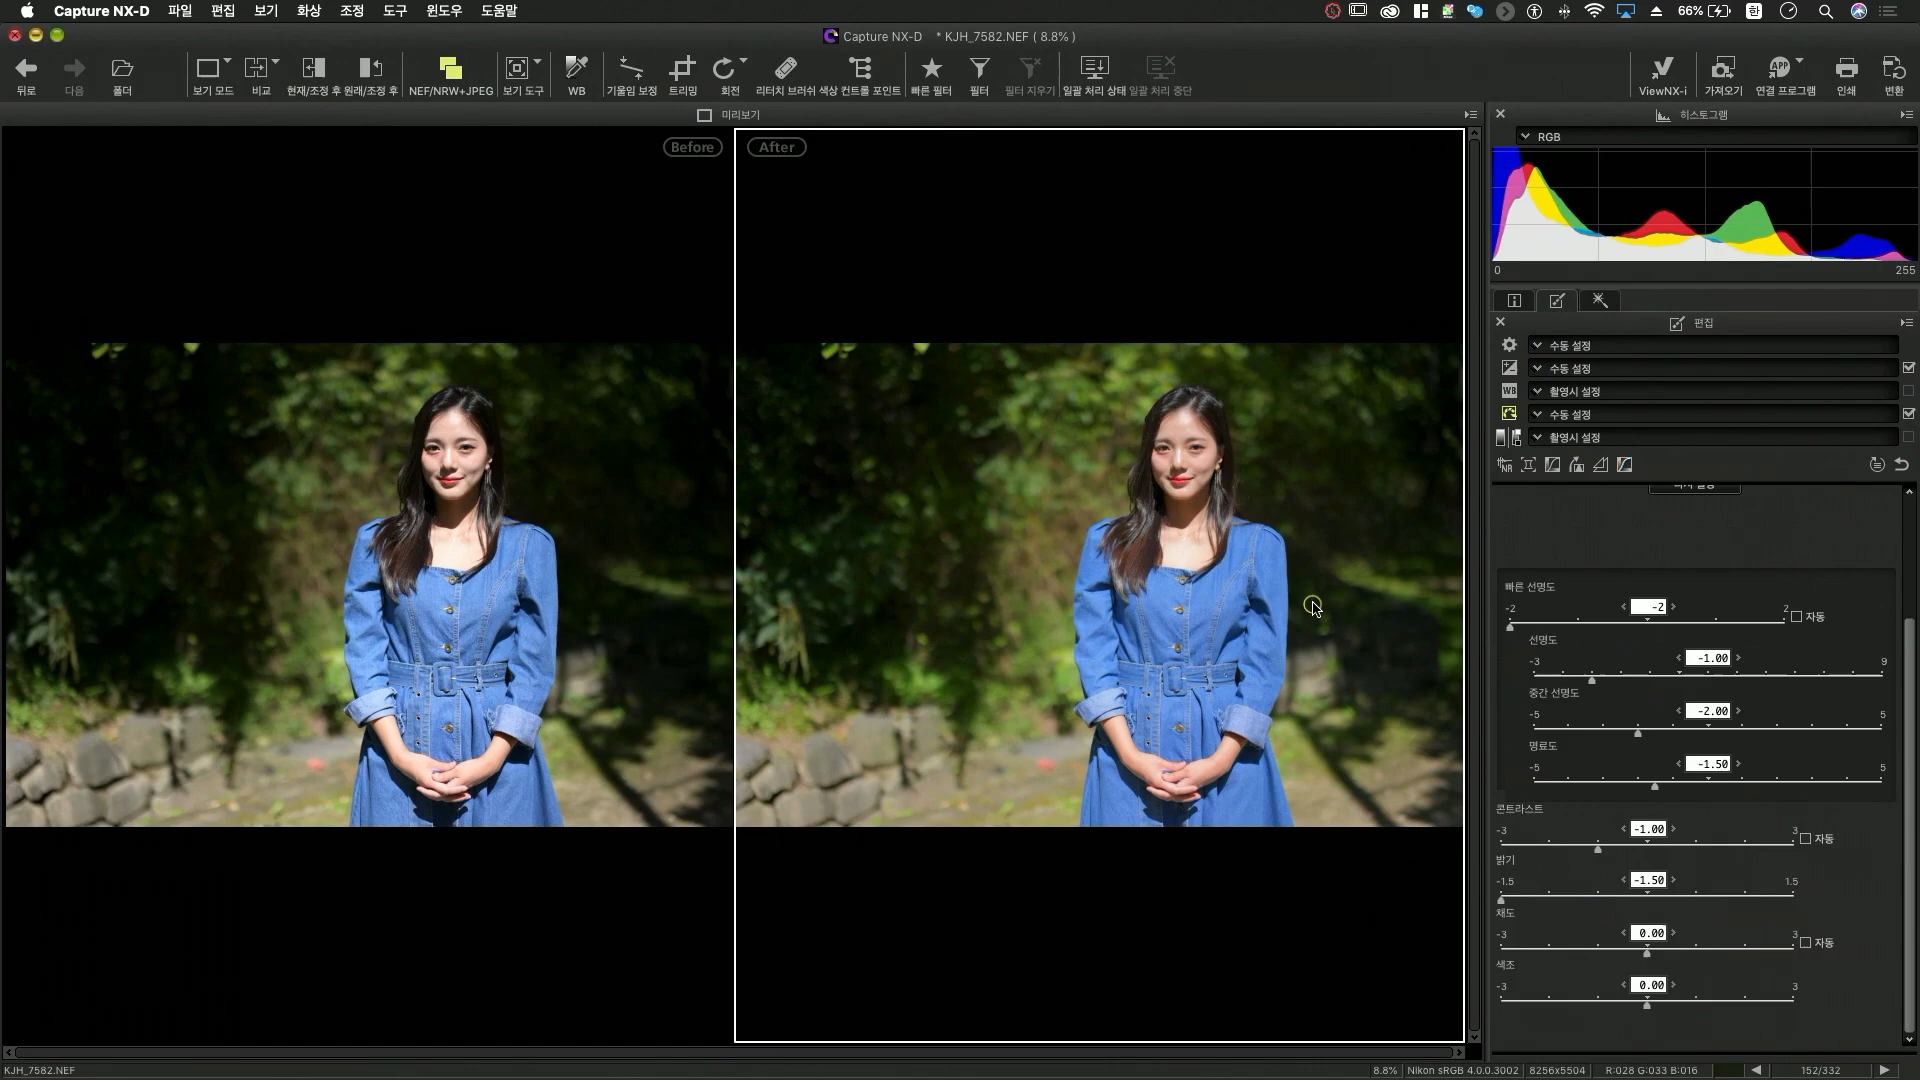 Capture NX-D 파일 편집 보기 화상 조정 도구 윈도우 도움말 66% 한
Capture NX-D * KJH_7582.NEF ( 8.8% )
뒤로 다음 폴더 보기 모드 비교 현재/조정 후 원래/조정 후 NEF/NRW+JPEG 보기 도구 WB 기울임 보정 트리밍 회전 리터치 브러쉬 색상 컨트롤 포인트 빠른 필터 필터 필터 지우기 일괄 처리 상태 일괄 처리 중단 ViewNX-i 가져오기 연결 프로그램 인쇄 변환
미리보기
Before
After
히스토그램
RGB
0 255
편집
수동 설정
수동 설정
WB 촬영시 설정
수동 설정
촬영시 설정
NR
빠른 선명도
-2 -2 2 자동
선명도
-3 -1.00 9
중간 선명도
-5 -2.00 5
명료도
-5 -1.50 5
콘트라스트
-3 -1.00 3 자동
밝기
-1.5 -1.50 1.5
채도
-3 0.00 3 자동
색조
-3 0.00 3
KJH_7582.NEF 8.8% Nikon sRGB 4.0.0.3002 8256x5504 R:028 G:033 B:016 152/332